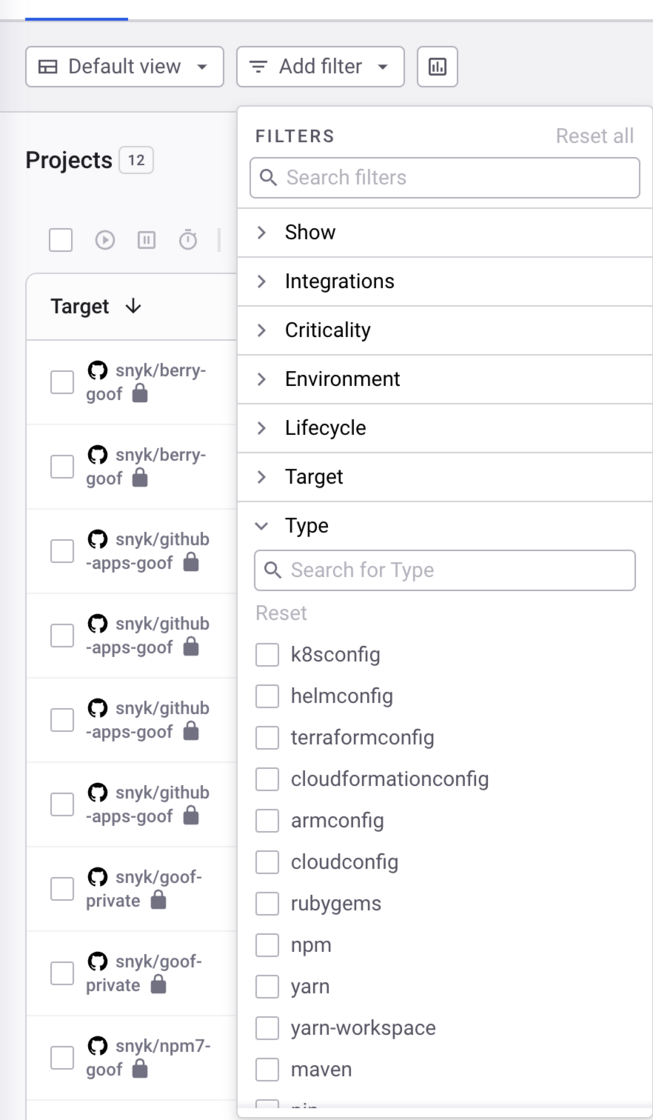 Default view
Add filter
Projects 12
Target
snyk/berry-
goof
snyk/berry-
goof
snyk/github
-apps-goof
snyk/github
-apps-goof
snyk/github
-apps-goof
snyk/github
-apps-goof
snyk/goof-
private
snyk/goof-
private
snyk/npm7-
goof
FILTERS
Reset all
Search filters
Show
Integrations
Criticality
Environment
Lifecycle
Target
Type
Search for Type
Reset
k8sconfig
helmconfig
terraformconfig
cloudformationconfig
armconfig
cloudconfig
rubygems
npm
yarn
yarn-workspace
maven